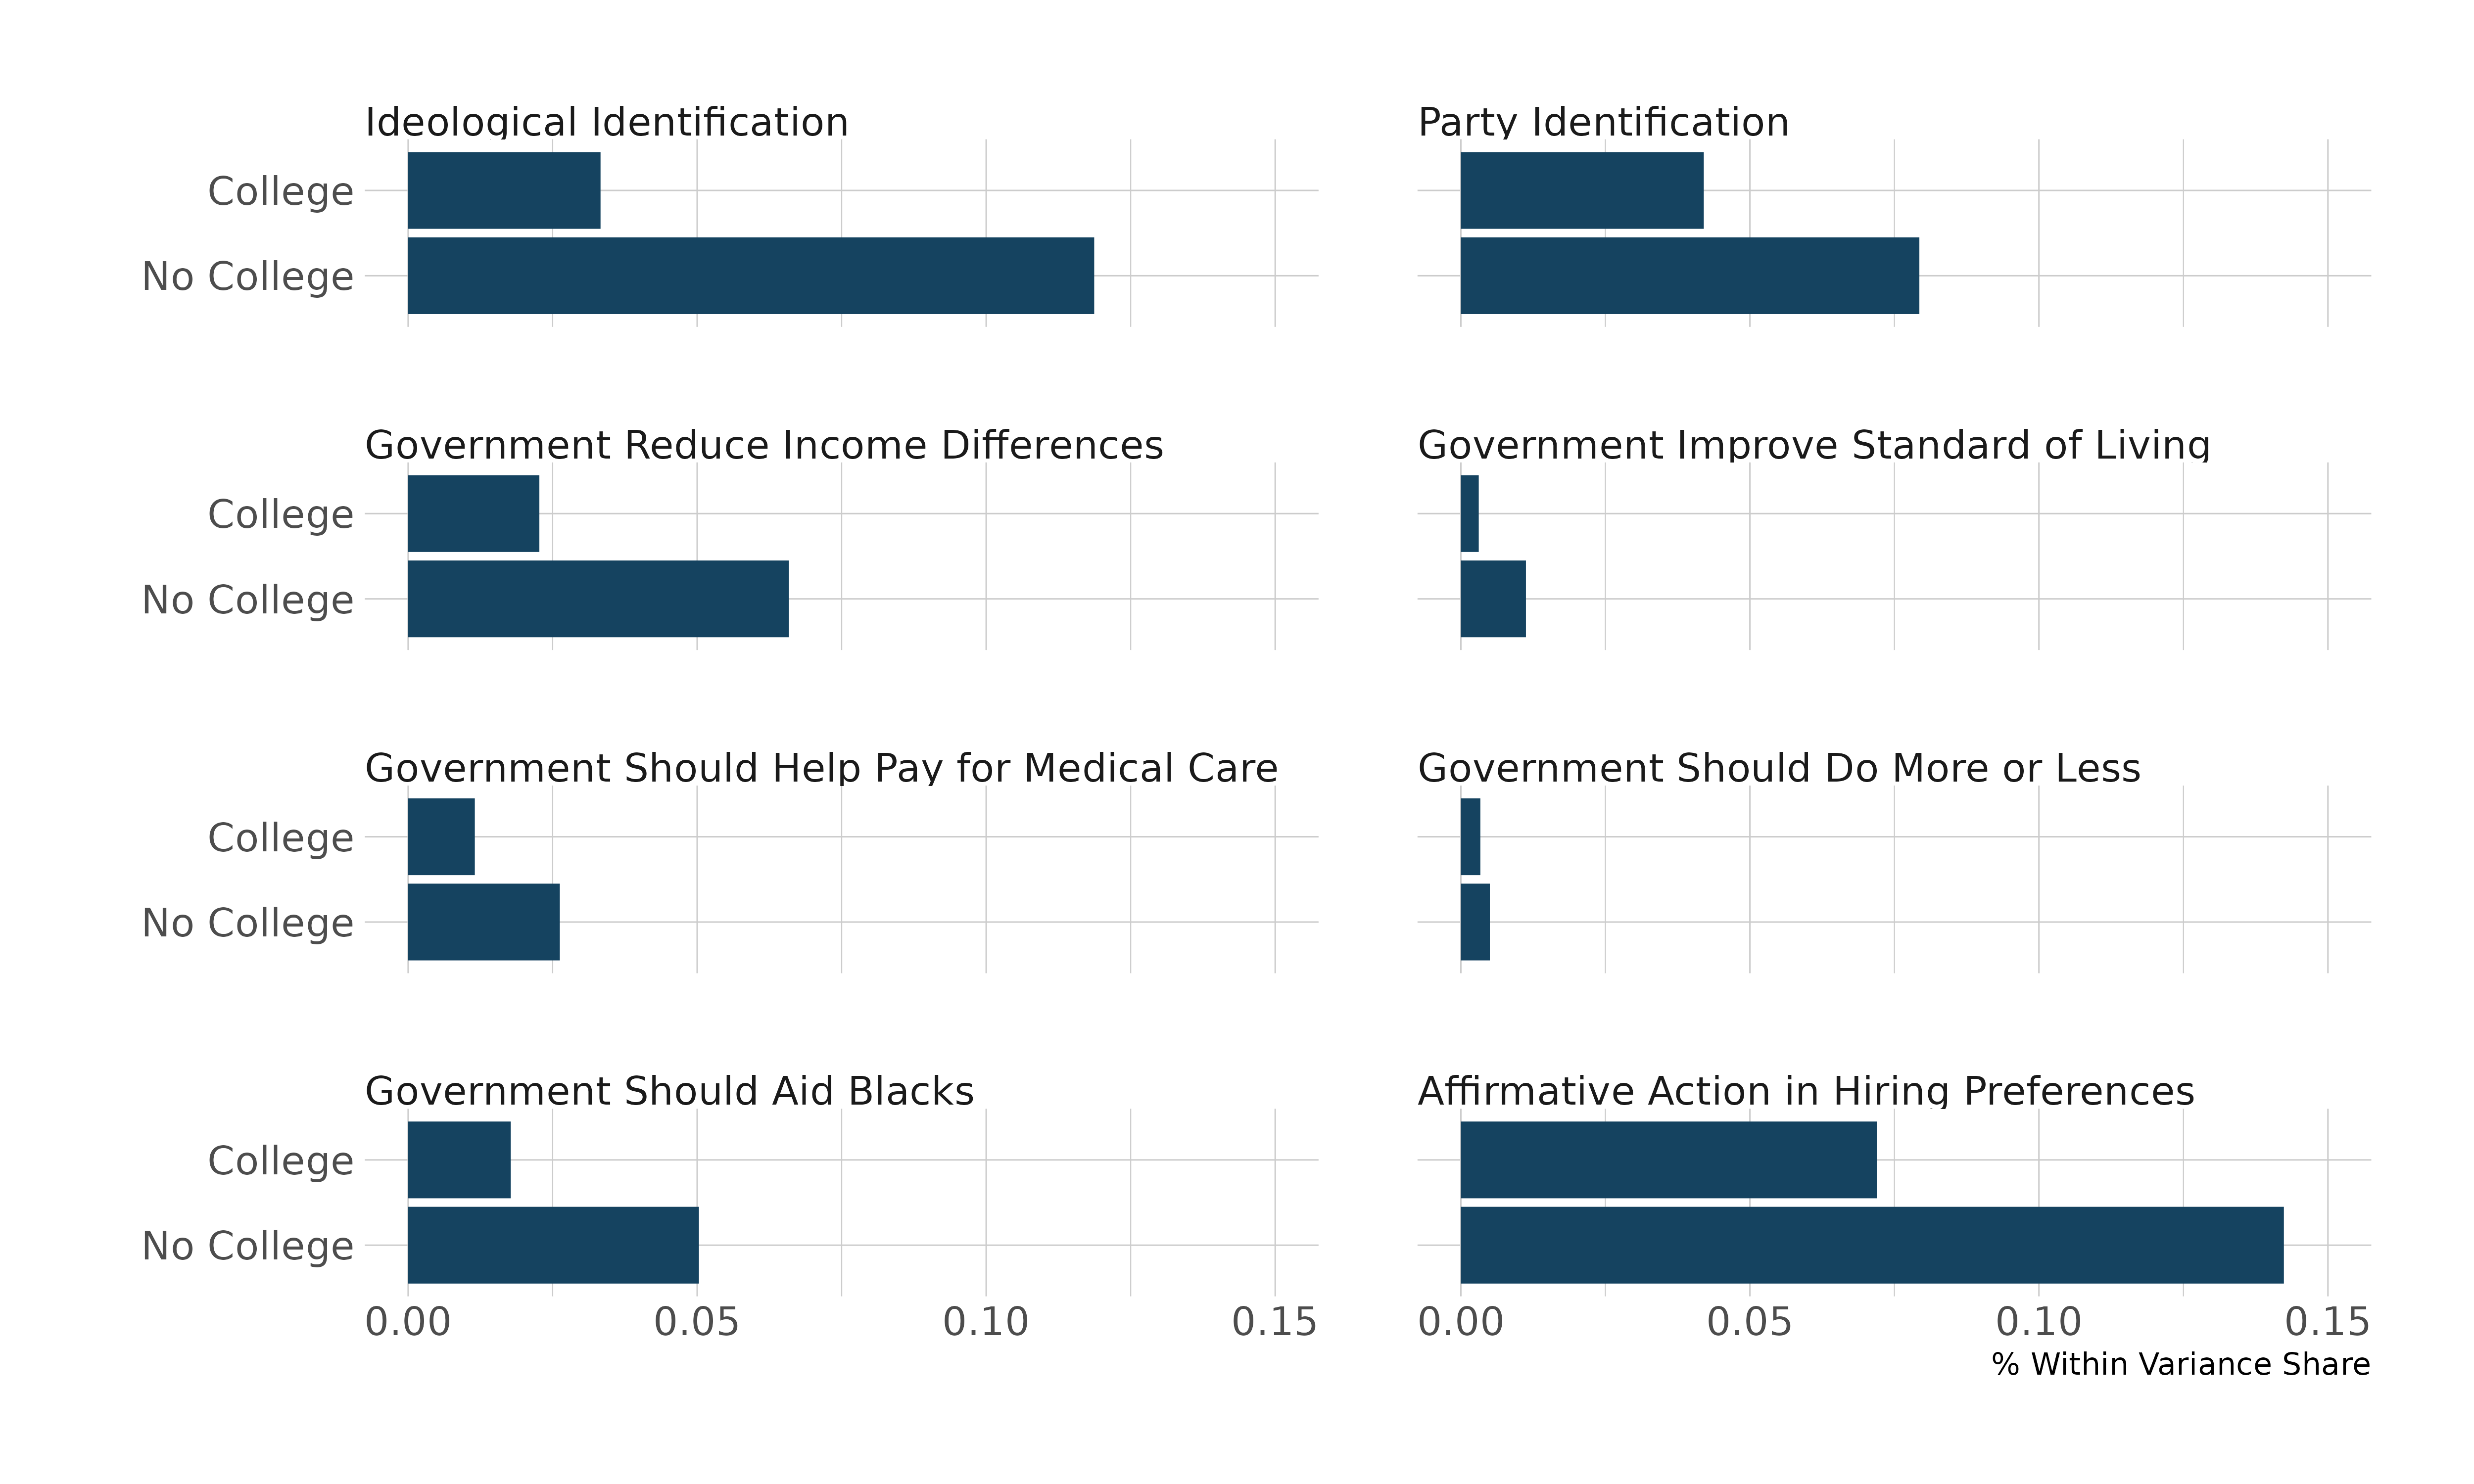 Ideological Identification
Party Identification
College
No College
Government Reduce Income Differences
Government Improve Standard of Living
College
No College
Government Should Help Pay for Medical Care
Government Should Do More or Less
College
No College
Government Should Aid Blacks
Affirmative Action in Hiring Preferences
College
No College
0.00 0.05 0.10 0.15
0.00 0.05 0.10 0.15
% Within Variance Share